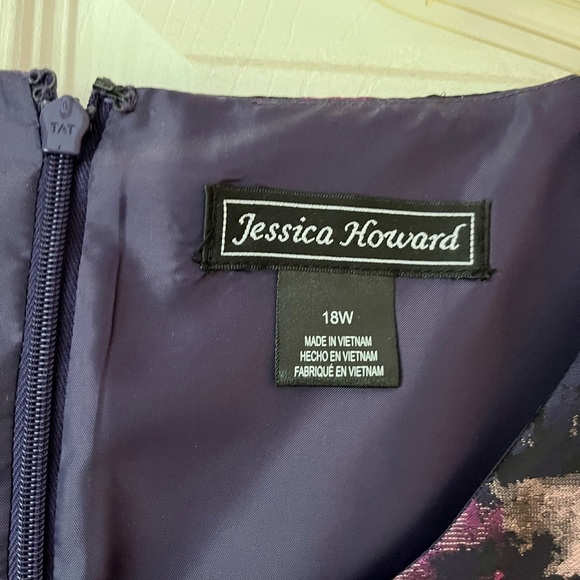 TAT
Jessica Howard
18W
MADE IN VIETNAM
HECHO EN VIETNAM
FABRIQUÉ EN VIETNAM